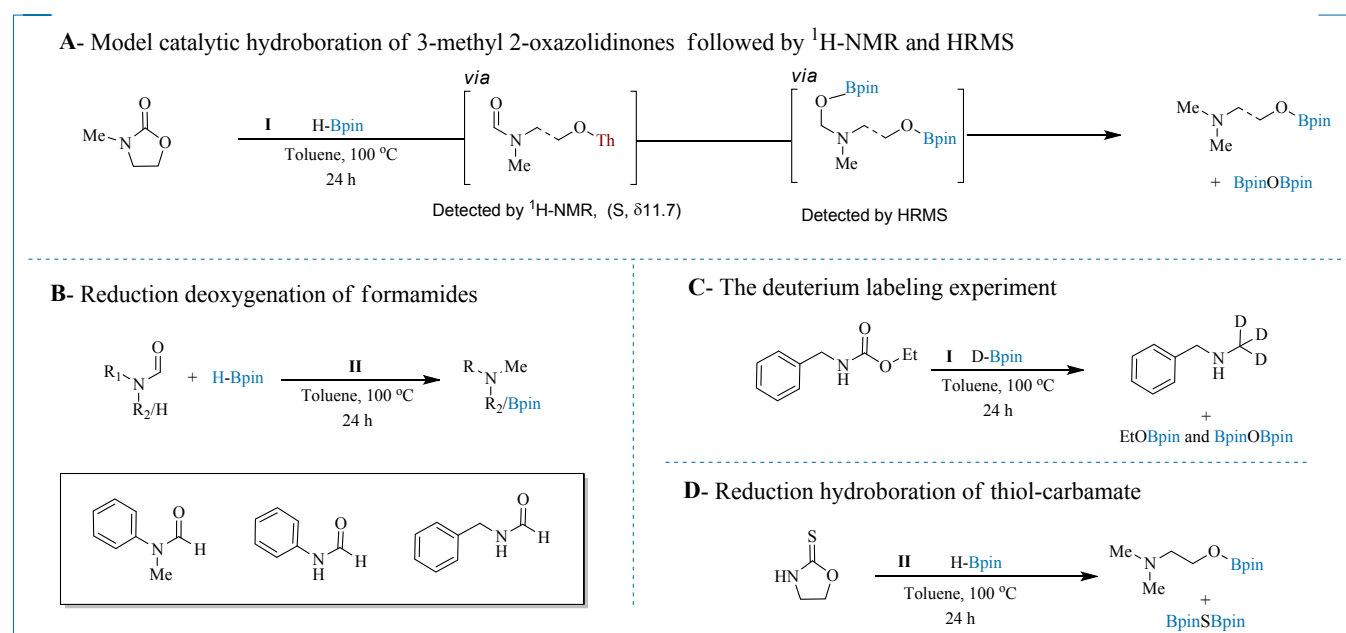 A- Model catalytic hydroboration of 3-methyl 2-oxazolidinones followed by ¹H-NMR and HRMS
O
Me
N
O
I H-Bpin
Toluene, 100 °C
24 h
via
O
N
Me
O
Th
Detected by ¹H-NMR, (S, δ11.7)
via
O
Bpin
N
Me
O
Bpin
Detected by HRMS
Me
N
Me
O
Bpin
+ BpinOBpin
B- Reduction deoxygenation of formamides
R₁
N
O
R₂/H
+ H-Bpin
II
Toluene, 100 °C
24 h
R
N
Me
R₂/Bpin
N
Me
O
H
N
H
O
H
N
H
O
H
C- The deuterium labeling experiment
N
H
O
O
Et
I D-Bpin
Toluene, 100 °C
24 h
N
H
D
D
D
+
EtOBpin and BpinOBpin
D- Reduction hydroboration of thiol-carbamate
S
HN
O
II H-Bpin
Toluene, 100 °C
24 h
Me
N
Me
O
Bpin
+
BpinSBpin